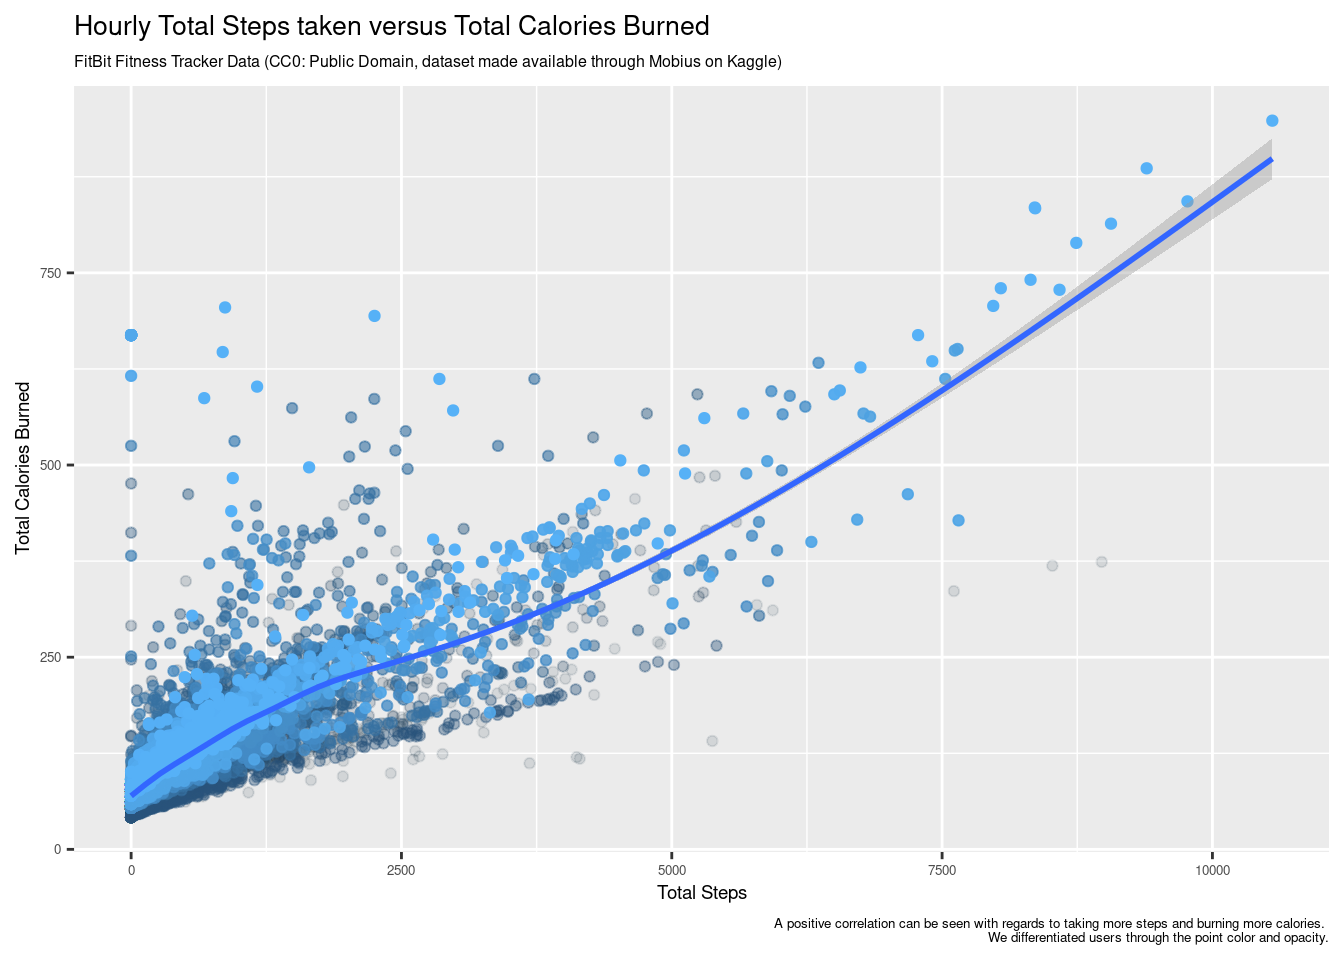 Hourly Total Steps taken versus Total Calories Burned
FitBit Fitness Tracker Data (CC0: Public Domain, dataset made available through Mobius on Kaggle)
Total Calories Burned
750
500
250
0
0 2500 5000 7500 10000
Total Steps
A positive correlation can be seen with regards to taking more steps and burning more calories.
We differentiated users through the point color and opacity.